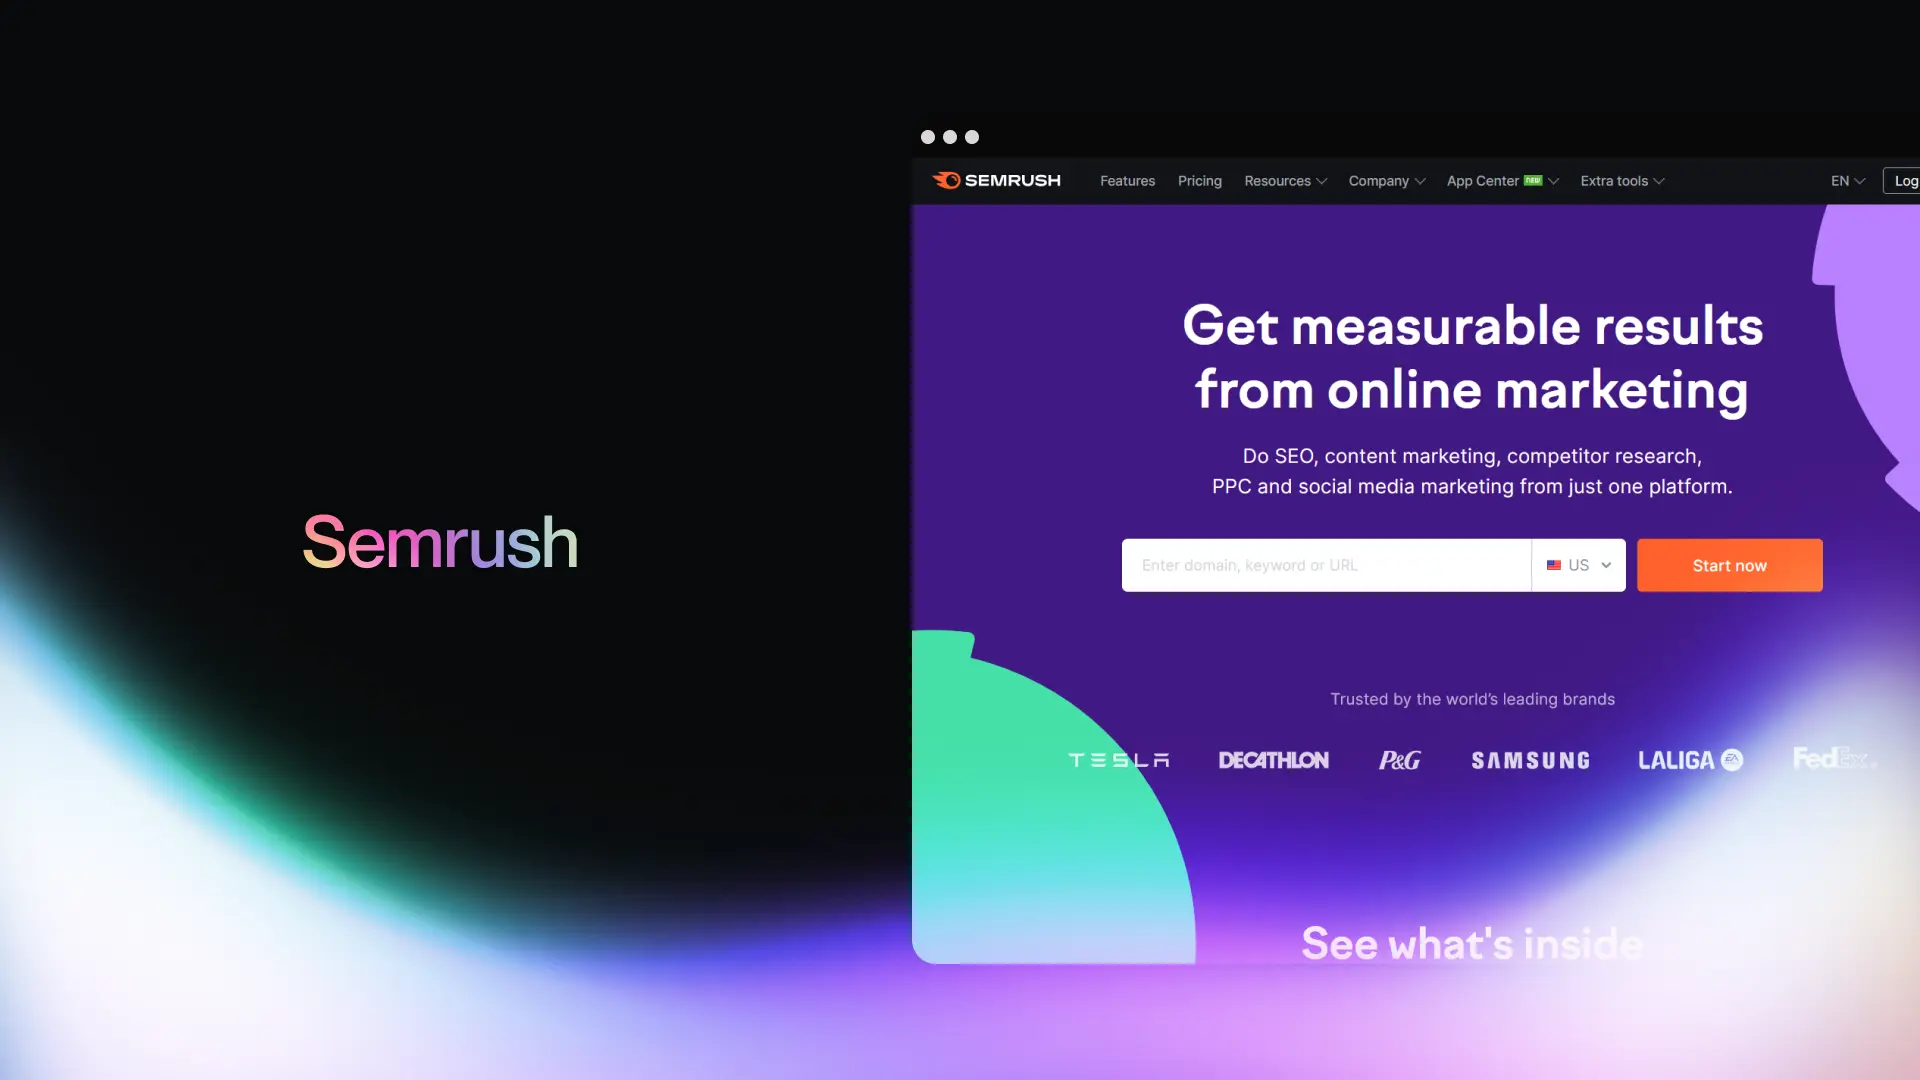 Semrush
SEMRUSH Features Pricing Resources Company App Center NEW Extra tools EN Log
Get measurable results
from online marketing
Do SEO, content marketing, competitor research,
PPC and social media marketing from just one platform.
Enter domain, keyword or URL US Start now
Trusted by the world's leading brands
TESLA DECATHLON P&G SAMSUNG LALIGA EA FedEx
See what's inside